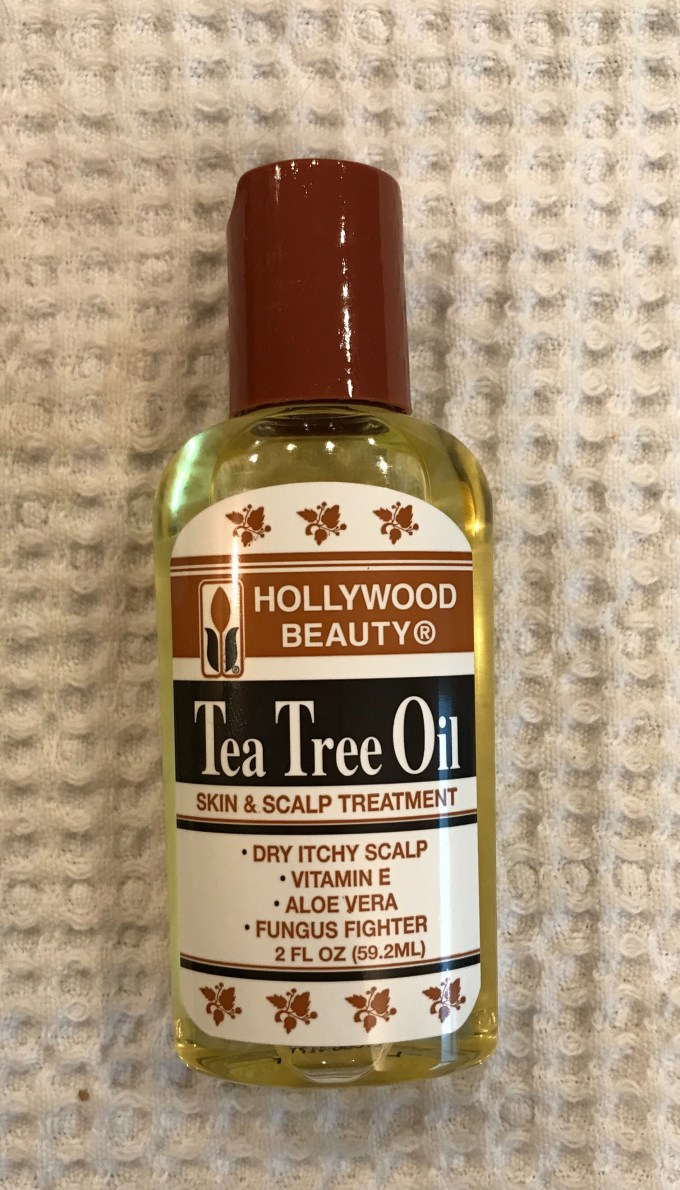 HOLLYWOOD
BEAUTY®
Tea Tree Oil
SKIN & SCALP TREATMENT
• DRY ITCHY SCALP
• VITAMIN E
• ALOE VERA
• FUNGUS FIGHTER
2 FL OZ (59.2ML)